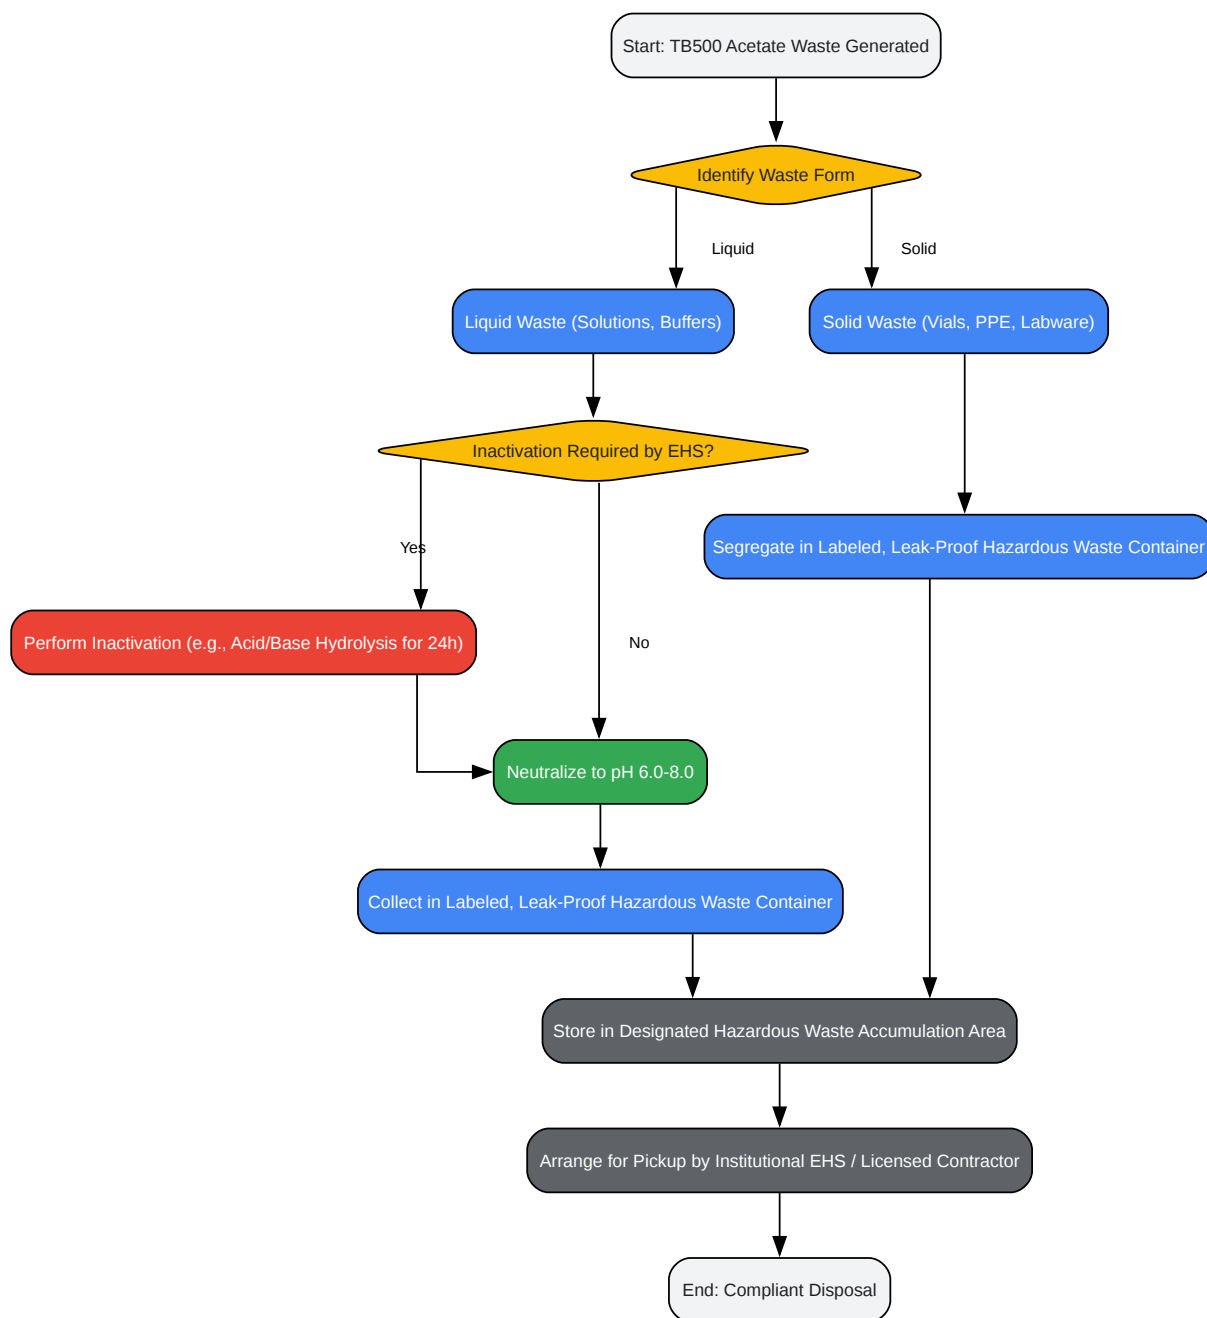 Start: TB500 Acetate Waste Generated
Identify Waste Form
Liquid
Solid
Liquid Waste (Solutions, Buffers)
Solid Waste (Vials, PPE, Labware)
Inactivation Required by EHS?
Segregate in Labeled, Leak-Proof Hazardous Waste Container
Yes
Perform Inactivation (e.g., Acid/Base Hydrolysis for 24h)
No
Neutralize to pH 6.0-8.0
Collect in Labeled, Leak-Proof Hazardous Waste Container
Store in Designated Hazardous Waste Accumulation Area
Arrange for Pickup by Institutional EHS / Licensed Contractor
End: Compliant Disposal